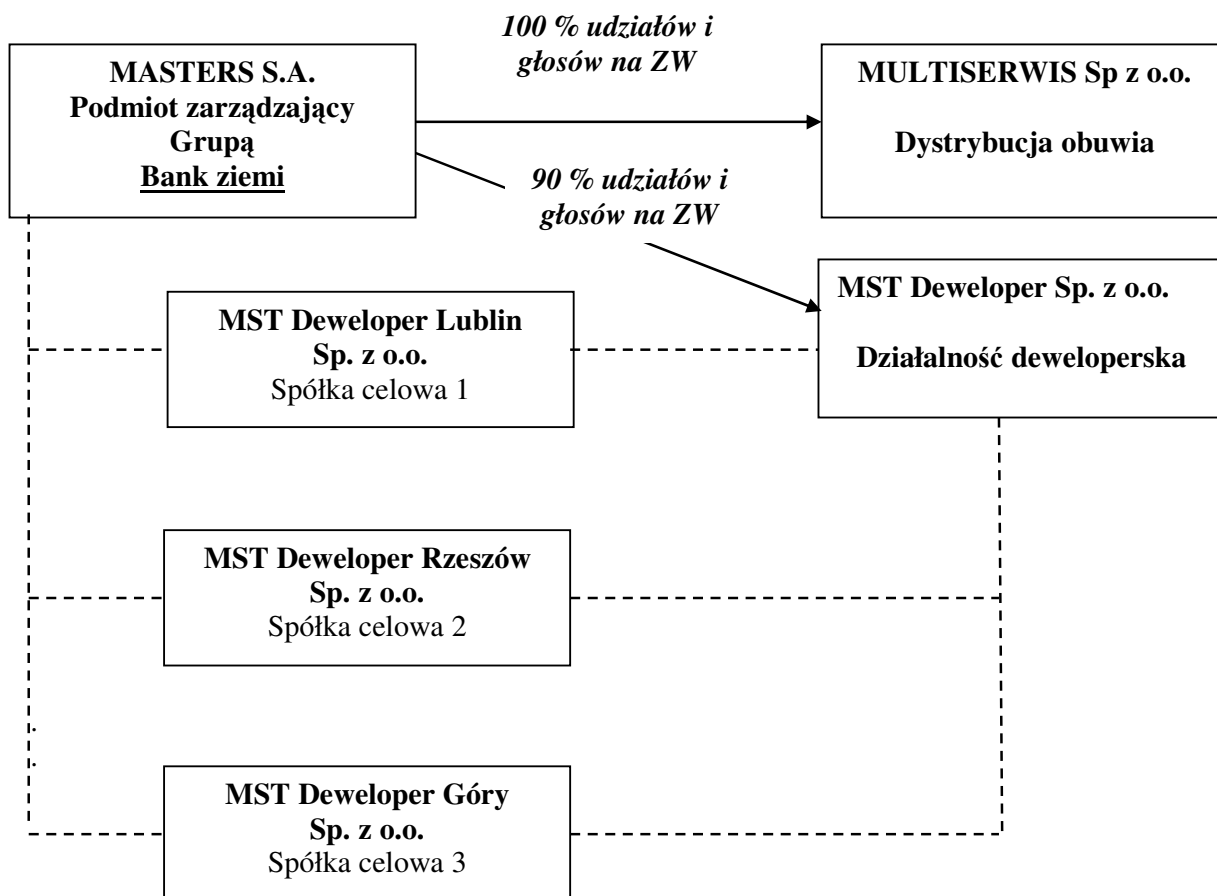 100 % udziałów i
głosów na ZW
MASTERS S.A.
Podmiot zarządzający
Grupą
Bank ziemi
MULTISERWIS Sp z o.o.
Dystrybucja obuwia
90 % udziałów i
głosów na ZW
MST Deweloper Sp. z o.o.
Działalność deweloperska
MST Deweloper Lublin
Sp. z o.o.
Spółka celowa 1
MST Deweloper Rzeszów
Sp. z o.o.
Spółka celowa 2
.
.
MST Deweloper Góry
Sp. z o.o.
Spółka celowa 3